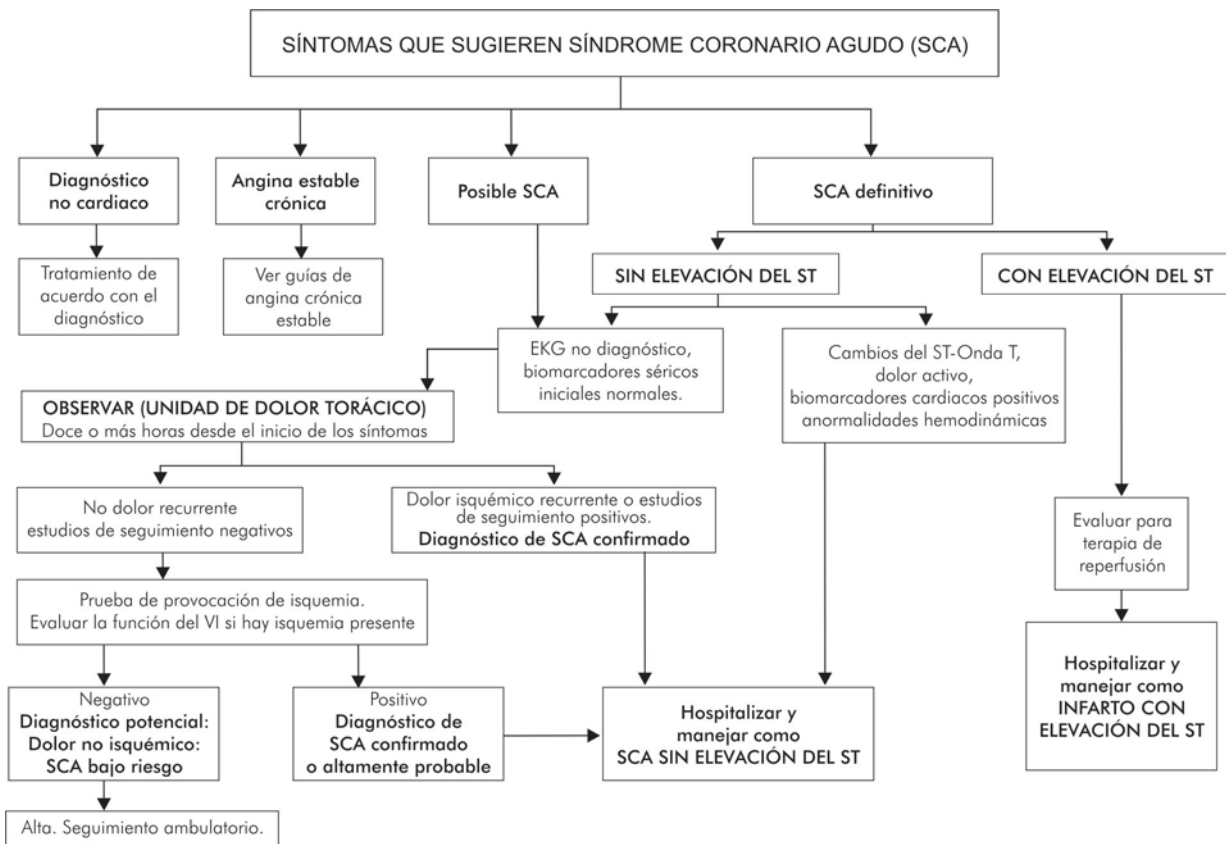 SÍNTOMAS QUE SUGIEREN SÍNDROME CORONARIO AGUDO (SCA)
Diagnóstico
no cardiaco
Angina estable
crónica
Posible SCA
SCA definitivo
Tratamiento de
acuerdo con el
diagnóstico
Ver guías de
angina crónica
estable
SIN ELEVACIÓN DEL ST
CON ELEVACIÓN DEL ST
EKG no diagnóstico,
biomarcadores séricos
iniciales normales.
Cambios del ST-Onda T,
dolor activo,
biomarcadores cardiacos positivos
anormalidades hemodinámicas
OBSERVAR (UNIDAD DE DOLOR TORÁCICO)
Doce o más horas desde el inicio de los síntomas
No dolor recurrente
estudios de seguimiento negativos
Dolor isquémico recurrente o estudios
de seguimiento positivos.
Diagnóstico de SCA confirmado
Evaluar para
terapia de
reperfusión
Prueba de provocación de isquemia.
Evaluar la función del VI si hay isquemia presente
Negativo
Diagnóstico potencial:
Dolor no isquémico:
SCA bajo riesgo
Positivo
Diagnóstico de
SCA confirmado
o altamente probable
Hospitalizar y
manejar como
SCA SIN ELEVACIÓN DEL ST
Hospitalizar y
manejar como
INFARTO CON
ELEVACIÓN DEL ST
Alta. Seguimiento ambulatorio.